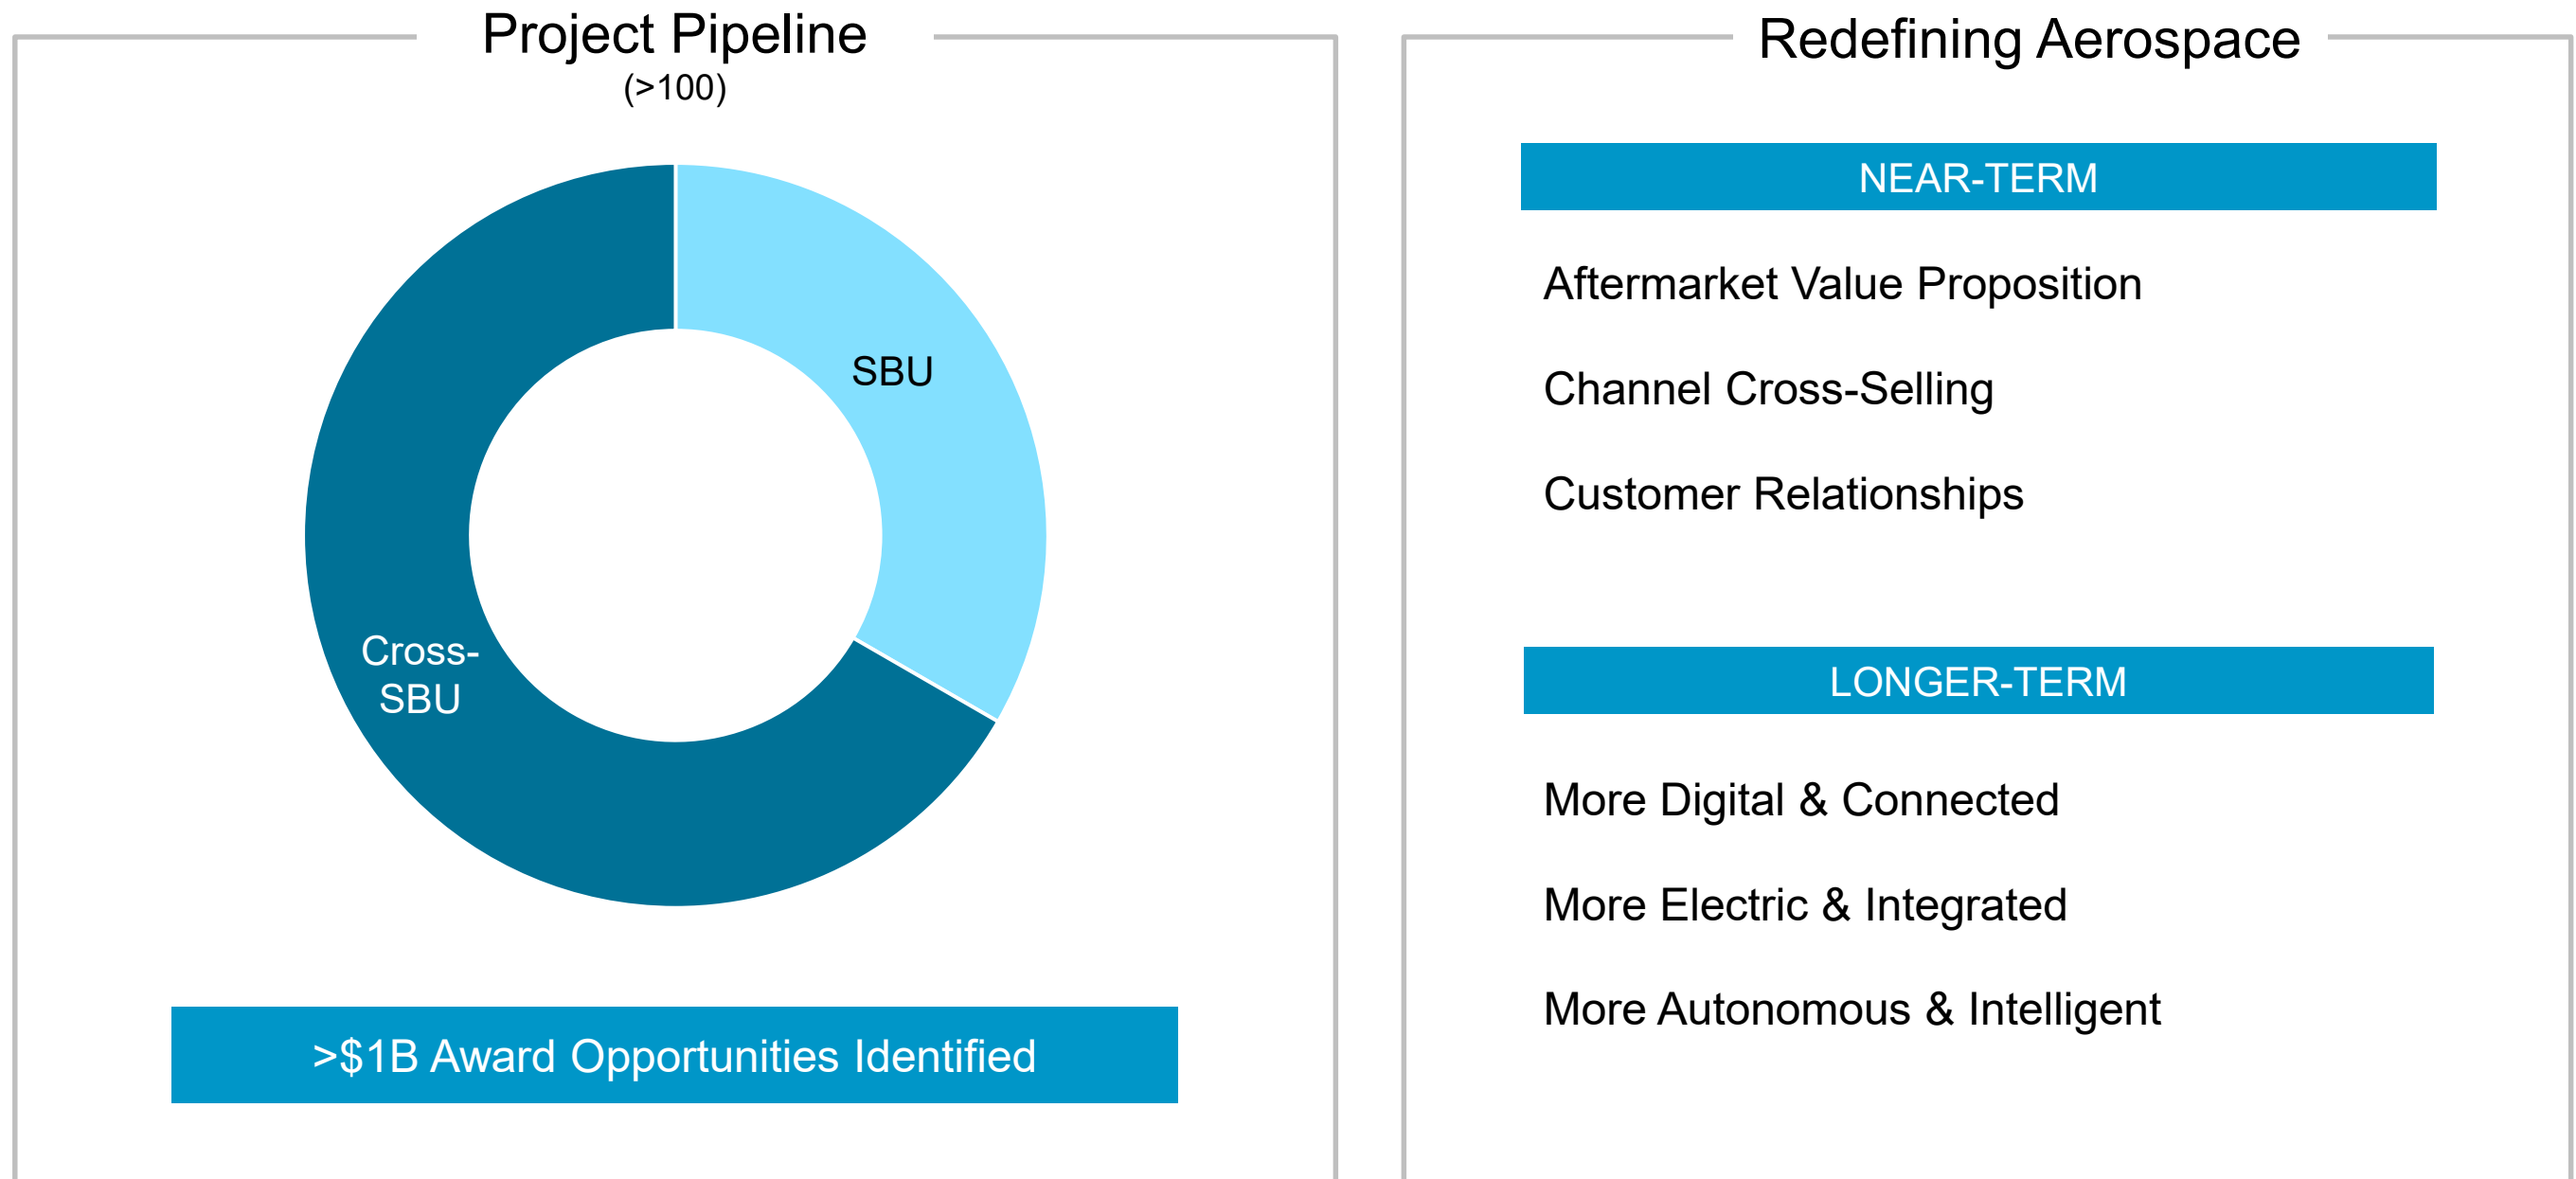 Project Pipeline
(>100)
SBU
Cross-
SBU
>$1B Award Opportunities Identified
Redefining Aerospace
NEAR-TERM
Aftermarket Value Proposition
Channel Cross-Selling
Customer Relationships
LONGER-TERM
More Digital & Connected
More Electric & Integrated
More Autonomous & Intelligent